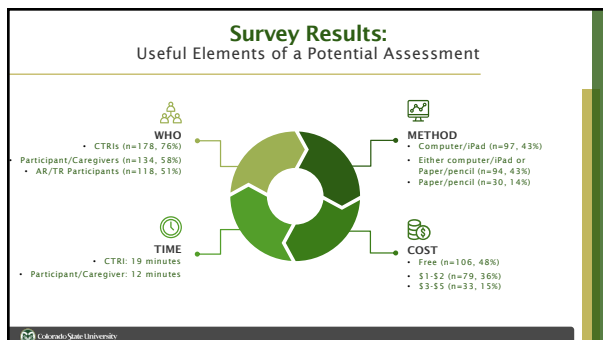 Survey Results:
Useful Elements of a Potential Assessment
WHO
• CTRIs (n=178, 76%)
• Participant/Caregivers (n=134, 58%)
• AR/TR Participants (n=118, 51%)
METHOD
• Computer/iPad (n=97, 43%)
• Either computer/iPad or
Paper/pencil (n=94, 43%)
• Paper/pencil (n=30, 14%)
TIME
• CTRI: 19 minutes
• Participant/Caregiver: 12 minutes
COST
• Free (n=106, 48%)
• $1-$2 (n=79, 36%)
• $3-$5 (n=33, 15%)
Colorado State University